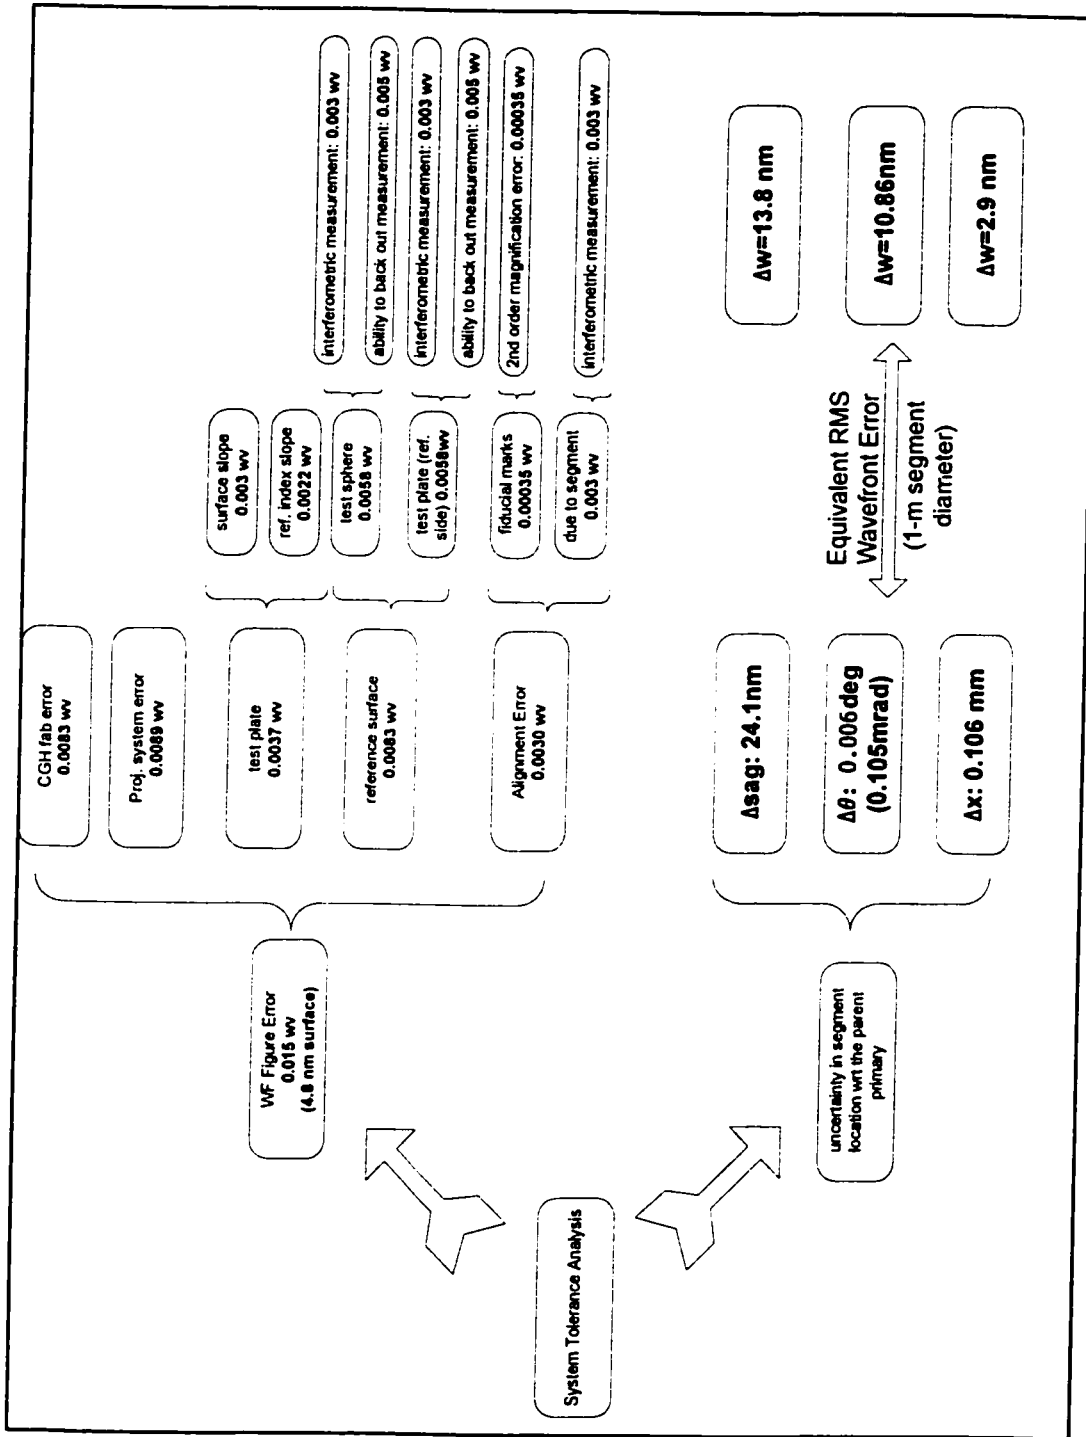 System Tolerance Analysis
WF Figure Error
0.015 wv
(4.8 nm surface)
CGH fab error
0.0083 wv
Proj. system error
0.0089 wv
test plate
0.0037 wv
reference surface
0.0083 wv
Alignment Error
0.0030 wv
surface slope
0.003 wv
ref. index slope
0.0022 wv
test sphere
0.0058 wv
test plate (ref.
side) 0.0058wv
fiducial marks
0.00035 wv
due to segment
0.003 wv
interferometric measurement: 0.003 wv
ability to back out measurement: 0.005 wv
interferometric measurement: 0.003 wv
ability to back out measurement: 0.005 wv
2nd order magnification error: 0.00035 wv
interferometric measurement: 0.003 wv
uncertainty in segment
location wrt the parent
primary
Δsag: 24.1nm
Δθ: 0.006deg
(0.105mrad)
Δx: 0.106 mm
Equivalent RMS
Wavefront Error
(1-m segment
diameter)
Δw=13.8 nm
Δw=10.86nm
Δw=2.9 nm